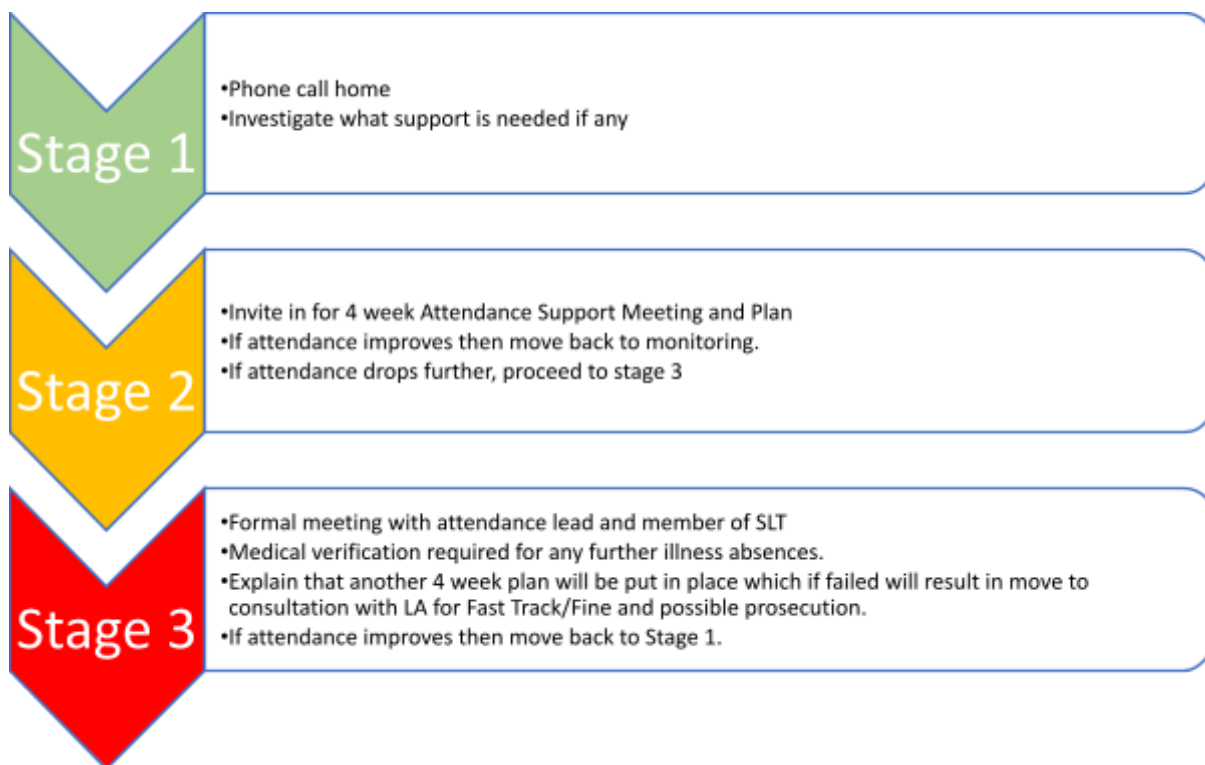 Stage 1
•Phone call home
•Investigate what support is needed if any
Stage 2
•Invite in for 4 week Attendance Support Meeting and Plan
•If attendance improves then move back to monitoring.
•If attendance drops further, proceed to stage 3
Stage 3
•Formal meeting with attendance lead and member of SLT
•Medical verification required for any further illness absences.
•Explain that another 4 week plan will be put in place which if failed will result in move to
consultation with LA for Fast Track/Fine and possible prosecution.
•If attendance improves then move back to Stage 1.